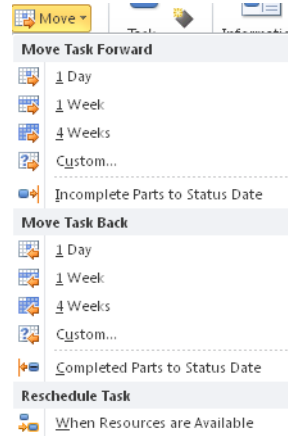 Move
Task
Move Task Forward
1 Day
1 Week
4 Weeks
Custom...
Incomplete Parts to Status Date
Move Task Back
1 Day
1 Week
4 Weeks
Custom...
Completed Parts to Status Date
Reschedule Task
When Resources are Available